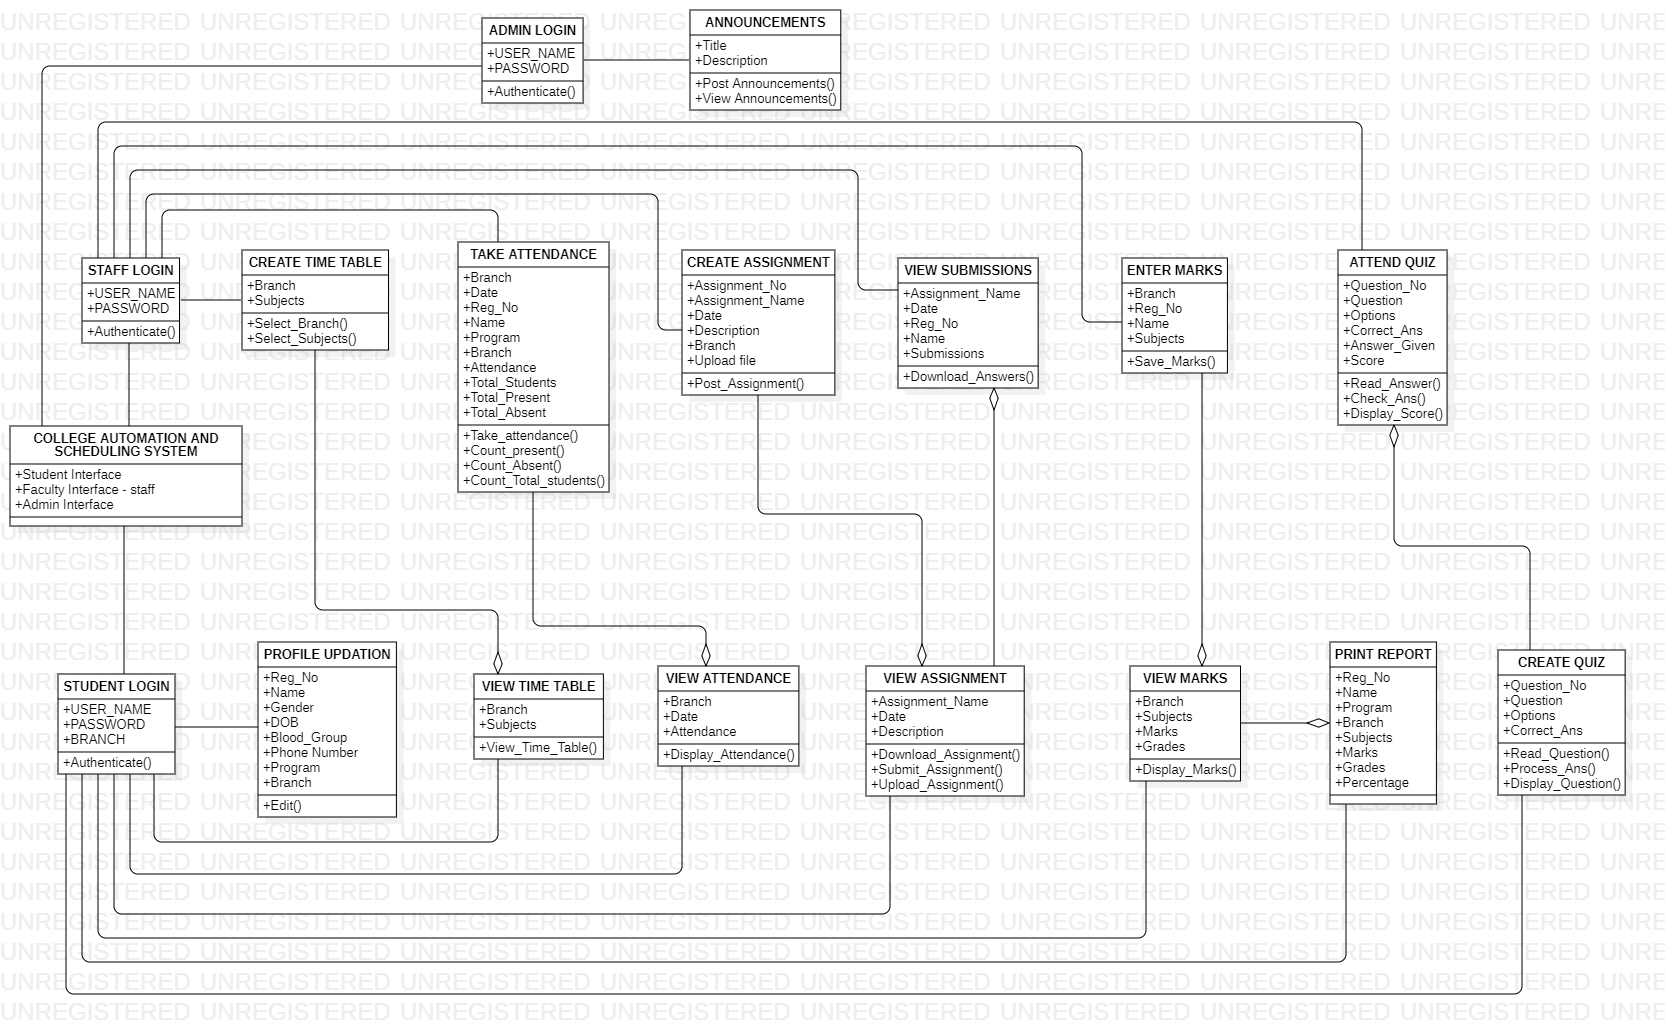 ADMIN LOGIN
+USER_NAME
+PASSWORD
+Authenticate()
ANNOUNCEMENTS
+Title
+Description
+Post Announcements()
+View Announcements()
STAFF LOGIN
+USER_NAME
+PASSWORD
+Authenticate()
CREATE TIME TABLE
+Branch
+Subjects
+Select_Branch()
+Select_Subjects()
TAKE ATTENDANCE
+Branch
+Date
+Reg_No
+Name
+Program
+Branch
+Attendance
+Total_Students
+Total_Present
+Total_Absent
+Take_attendance()
+Count_present()
+Count_Absent()
+Count_Total_students()
CREATE ASSIGNMENT
+Assignment_No
+Assignment_Name
+Date
+Description
+Branch
+Upload file
+Post_Assignment()
VIEW SUBMISSIONS
+Assignment_Name
+Date
+Reg_No
+Name
+Submissions
+Download_Answers()
ENTER MARKS
+Branch
+Reg_No
+Name
+Subjects
+Save_Marks()
ATTEND QUIZ
+Question_No
+Question
+Options
+Correct_Ans
+Answer_Given
+Score
+Read_Answer()
+Check_Ans()
+Display_Score()
COLLEGE AUTOMATION AND
SCHEDULING SYSTEM
+Student Interface
+Faculty Interface - staff
+Admin Interface
STUDENT LOGIN
+USER_NAME
+PASSWORD
+BRANCH
+Authenticate()
PROFILE UPDATION
+Reg_No
+Name
+Gender
+DOB
+Blood_Group
+Phone Number
+Program
+Branch
+Edit()
VIEW TIME TABLE
+Branch
+Subjects
+View_Time_Table()
VIEW ATTENDANCE
+Branch
+Date
+Attendance
+Display_Attendance()
VIEW ASSIGNMENT
+Assignment_Name
+Date
+Description
+Download_Assignment()
+Submit_Assignment()
+Upload_Assignment()
VIEW MARKS
+Branch
+Subjects
+Marks
+Grades
+Display_Marks()
PRINT REPORT
+Reg_No
+Name
+Program
+Branch
+Subjects
+Marks
+Grades
+Percentage
CREATE QUIZ
+Question_No
+Question
+Options
+Correct_Ans
+Read_Question()
+Process_Ans()
+Display_Question()
UNREGISTERED